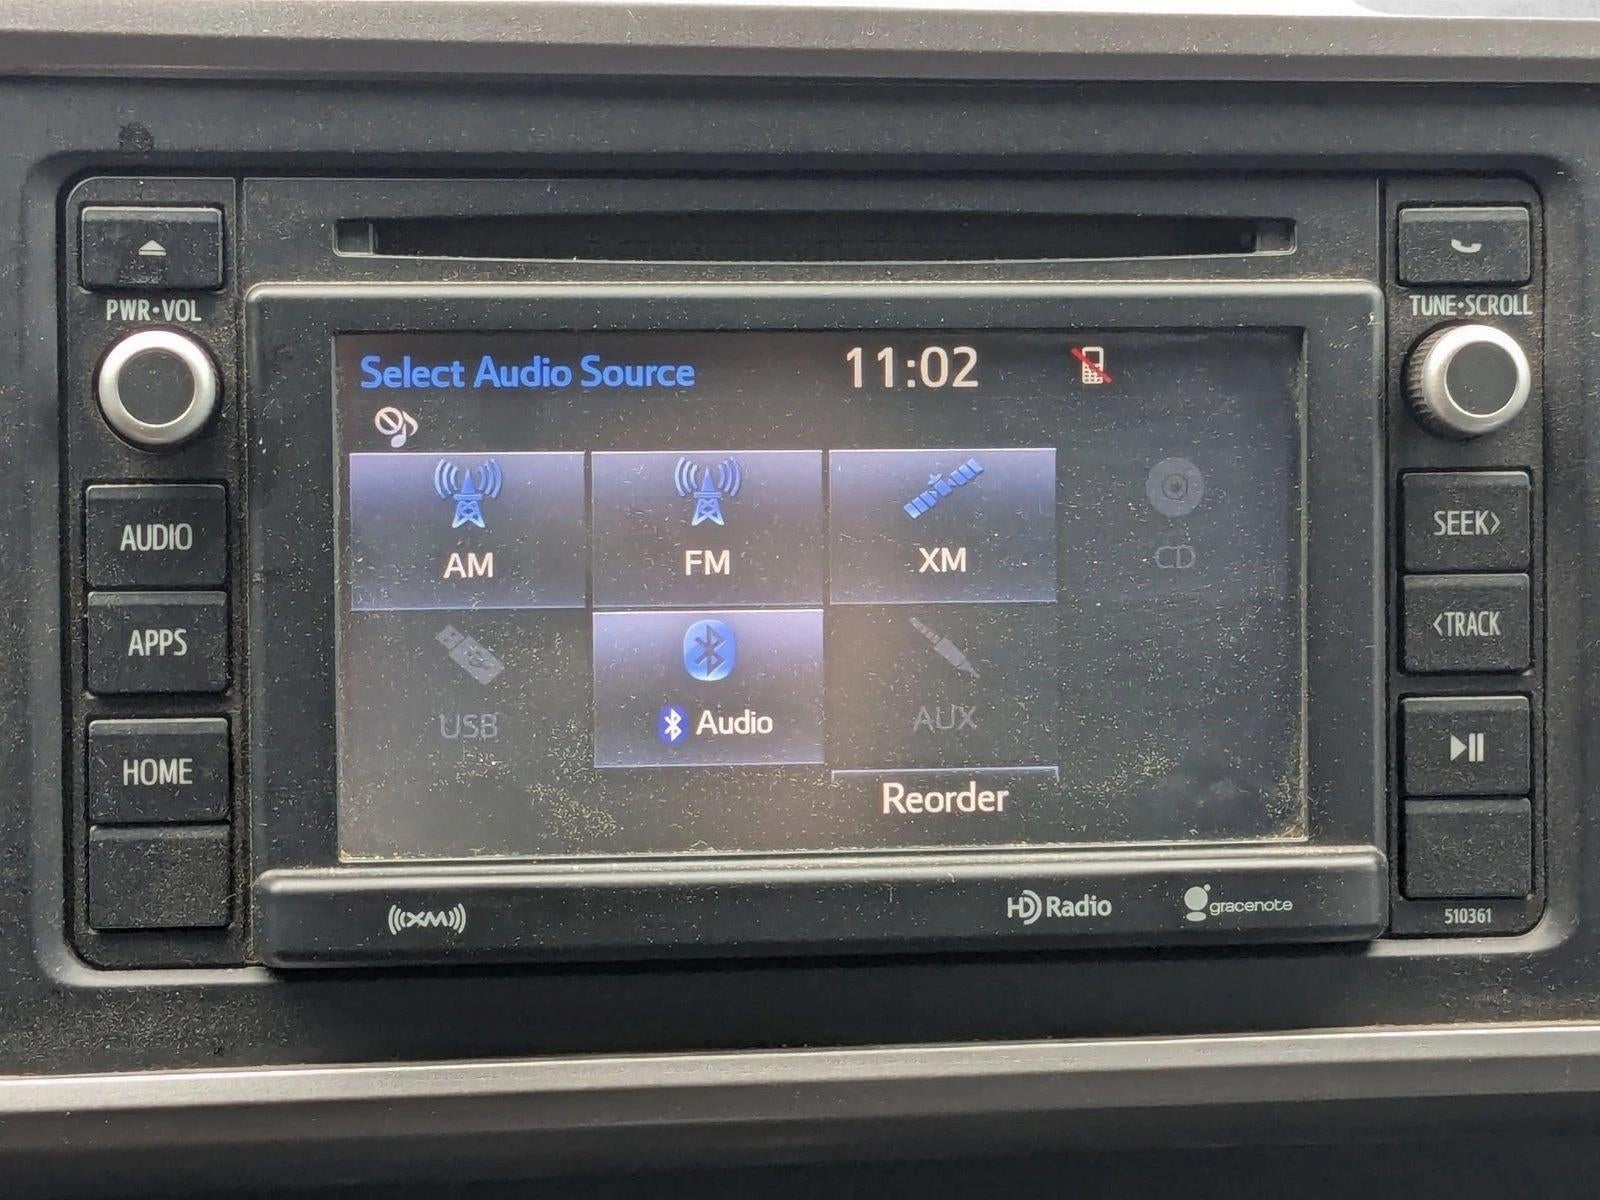 PWR•VOL
TUNE•SCROLL
Select Audio Source
11:02
AUDIO
AM
FM
XM
CD
SEEK>
APPS
USB
Audio
AUX
<TRACK
HOME
Reorder
XM
HD Radio
gracenote
510361